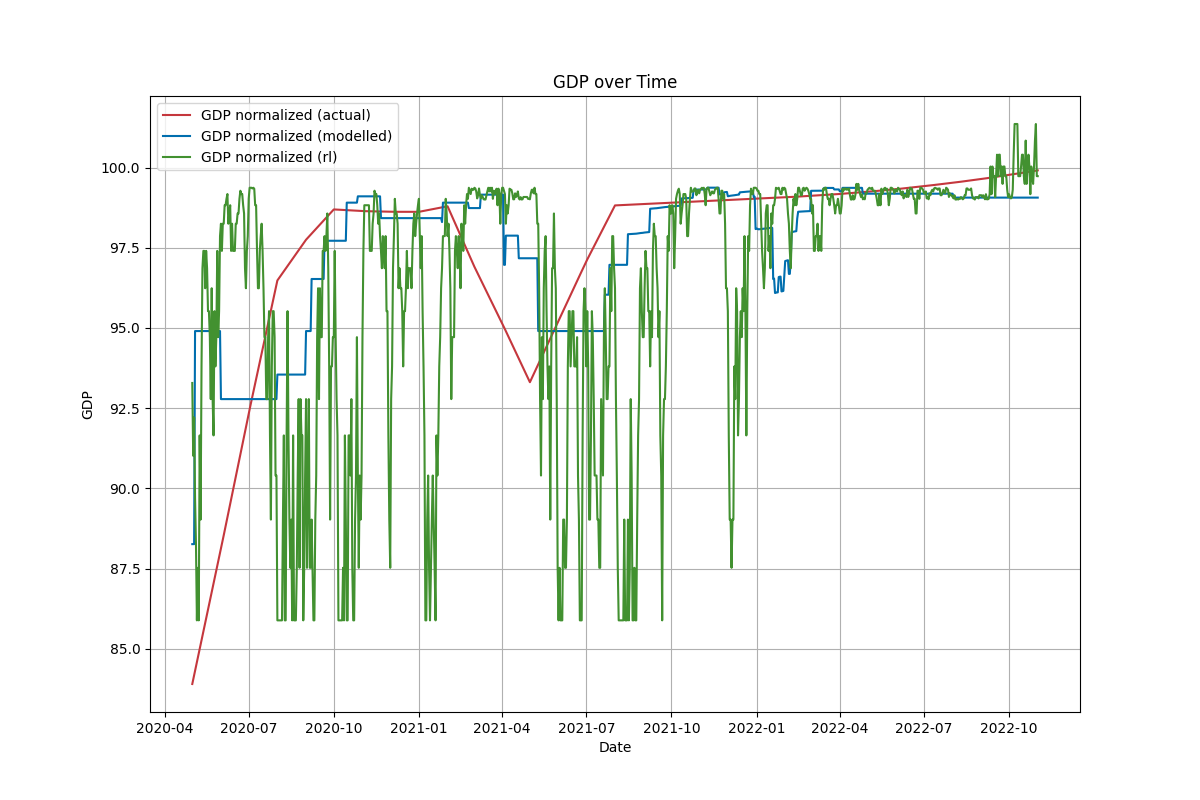 GDP over Time
GDP normalized (actual)
GDP normalized (modelled)
GDP normalized (rl)
100.0
97.5
95.0
92.5
90.0
87.5
85.0
GDP
2020-04 2020-07 2020-10 2021-01 2021-04 2021-07 2021-10 2022-01 2022-04 2022-07 2022-10
Date